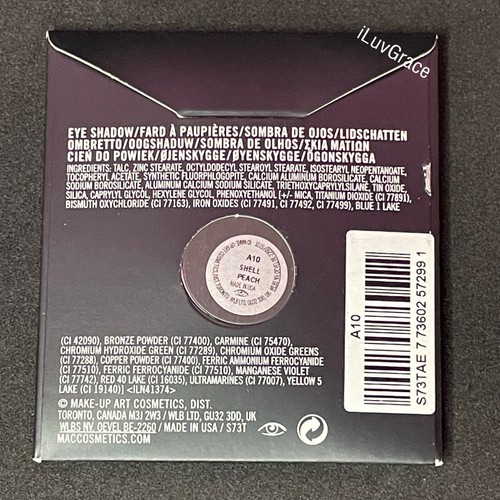 iLuvGrace
EYE SHADOW/FARD À PAUPIÈRES/SOMBRA DE OJOS/LIDSCHATTEN
OMBRETTO/OOGSHADUW/SOMBRA DE OLHOS/ΣΚΙΑ ΜΑΤΙΩΝ
CIEŃ DO POWIEK/ØJENSKYGGE/ØYENSKYGGE/ÖGONSKYGGA
INGREDIENTS: TALC, ZINC STEARATE, OCTYLDODECYL STEAROYL STEARATE, ISOSTEARYL NEOPENTANOATE,
TOCOPHERYL ACETATE, SYNTHETIC FLUORPHLOGOPITE, CALCIUM ALUMINUM BOROSILICATE, CALCIUM
SODIUM BOROSILICATE, ALUMINUM CALCIUM SODIUM SILICATE, TRIETHOXYCAPRYLYLSILANE, TIN OXIDE,
SILICA, CAPRYLYL GLYCOL, HEXYLENE GLYCOL, PHENOXYETHANOL [+/- MICA, TITANIUM DIOXIDE (CI 77891),
BISMUTH OXYCHLORIDE (CI 77163), IRON OXIDES (CI 77491, CI 77492, CI 77499), BLUE 1 LAKE
A10
SHELL
PEACH
MADE IN USA
(CI 42090), BRONZE POWDER (CI 77400), CARMINE (CI 75470),
CHROMIUM HYDROXIDE GREEN (CI 77289), CHROMIUM OXIDE GREENS
(CI 77288), COPPER POWDER (CI 77400), FERRIC AMMONIUM FERROCYANIDE
(CI 77510), FERRIC FERROCYANIDE (CI 77510), MANGANESE VIOLET
(CI 77742), RED 40 LAKE (CI 16035), ULTRAMARINES (CI 77007), YELLOW 5
LAKE (CI 19140)] <ILN41374>
© MAKE-UP ART COSMETICS, DIST.
TORONTO, CANADA M3J 2W3 / WLB LTD, GU32 3DD, UK
WLBS NV. OEVEL BE-2260 / MADE IN USA / S73T
MACCOSMETICS.COM
A10
S73TAE 7 73602 57299 1